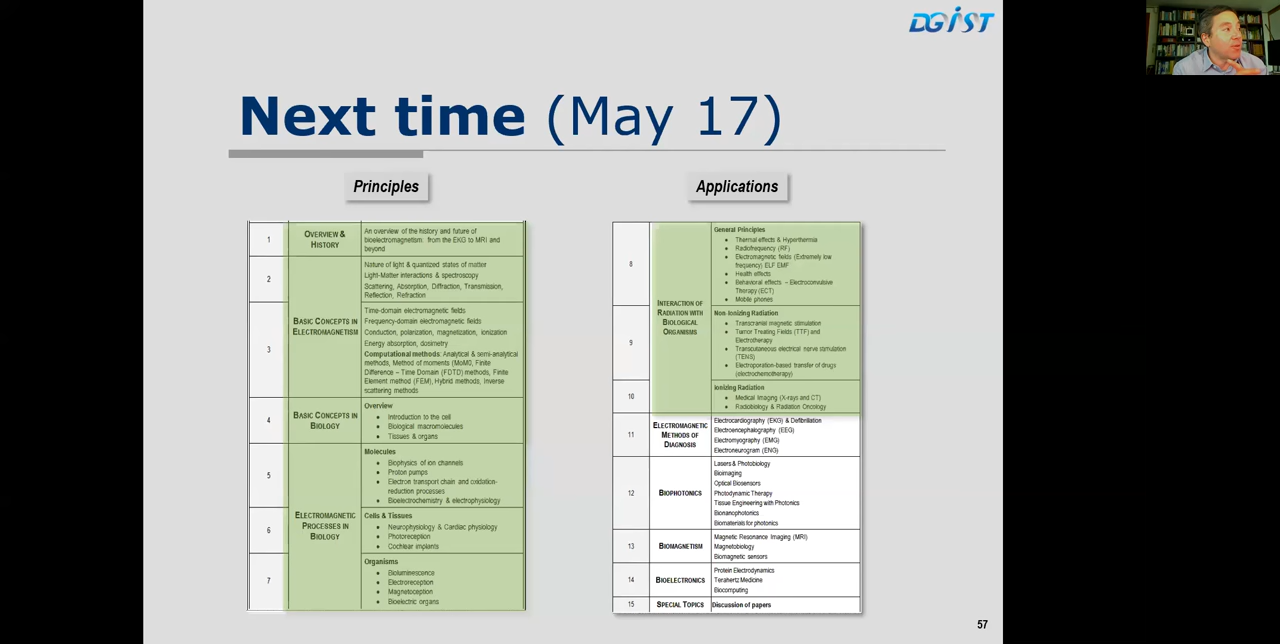 DGIST
Next time (May 17)
Principles
1
OVERVIEW &
HISTORY
An overview of the history and future of
bioelectromagnetism: from the EKG to MRI and
beyond
2
Nature of light & quantized states of matter
Light-Matter interactions & spectroscopy
Scattering, Absorption, Diffraction, Transmission,
Reflection, Refraction
BASIC CONCEPTS IN
ELECTROMAGNETISM
3
Time-domain electromagnetic fields
Frequency-domain electromagnetic fields
Conduction, polarization, magnetization, ionization
Energy absorption, dosimetry
Computational methods: Analytical & semi-analytical
methods, Method of moments (MoM0, Finite
Difference – Time Domain (FDTD) methods, Finite
Element method (FEM), Hybrid methods, Inverse
scattering methods
4
BASIC CONCEPTS IN
BIOLOGY
Overview
• Introduction to the cell
• Biological macromolecules
• Tissues & organs
5
Molecules
• Biophysics of ion channels
• Proton pumps
• Electron transport chain and oxidation-
reduction processes
• Bioelectrochemistry & electrophysiology
ELECTROMAGNETIC
PROCESSES IN
BIOLOGY
6
Cells & Tissues
• Neurophysiology & Cardiac physiology
• Photoreception
• Cochlear implants
7
Organisms
• Bioluminescence
• Electroreception
• Magnetoception
• Bioelectric organs
Applications
8
General Principles
• Thermal effects & Hyperthermia
• Radiofrequency (RF)
• Electromagnetic fields (Extremely low
frequency) ELF EMF
• Health effects
• Behavioral effects – Electroconvulsive
Therapy (ECT)
• Mobile phones
INTERACTION OF
RADIATION WITH
BIOLOGICAL
ORGANISMS
9
Non-Ionizing Radiation
• Transcranial magnetic stimulation
• Tumor Treating Fields (TTF) and
Electrotherapy
• Transcutaneous electrical nerve stimulation
(TENS)
• Electroporation-based transfer of drugs
(electrochemotherapy)
10
Ionizing Radiation
• Medical Imaging (X-rays and CT)
• Radiobiology & Radiation Oncology
11
ELECTROMAGNETIC
METHODS OF
DIAGNOSIS
Electrocardiography (EKG) & Defibrillation
Electroencephalography (EEG)
Electromyography (EMG)
Electroneurogram (ENG)
12
BIOPHOTONICS
Lasers & Photobiology
Bioimaging
Optical Biosensors
Photodynamic Therapy
Tissue Engineering with Photonics
Bionanophotonics
Biomaterials for photonics
13
BIOMAGNETISM
Magnetic Resonance Imaging (MRI)
Magnetobiology
Biomagnetic sensors
14
BIOELECTRONICS
Protein Electrodynamics
Terahertz Medicine
Biocomputing
15
SPECIAL TOPICS
Discussion of papers
57